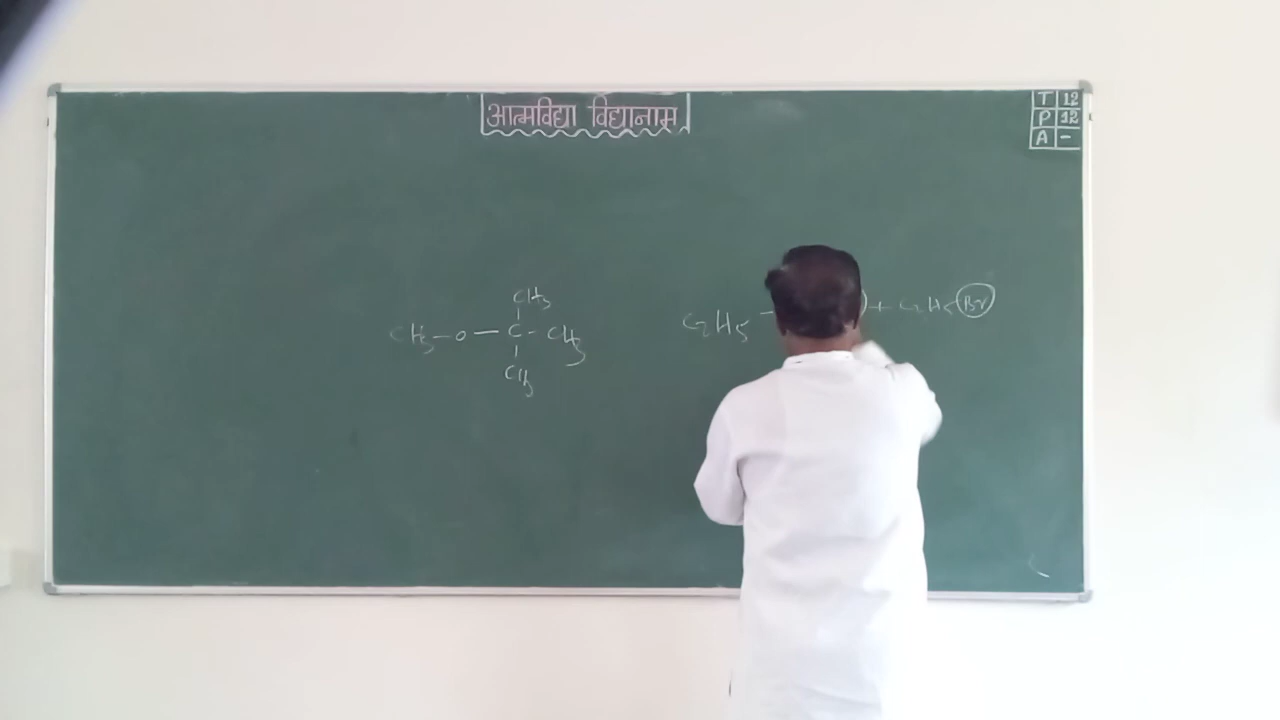 आत्मविद्या विद्यानाम
T 12
P 12
A -
CH3
CH3 - O - C - CH3
CH3
C2H5 - ) + C2H5 Br